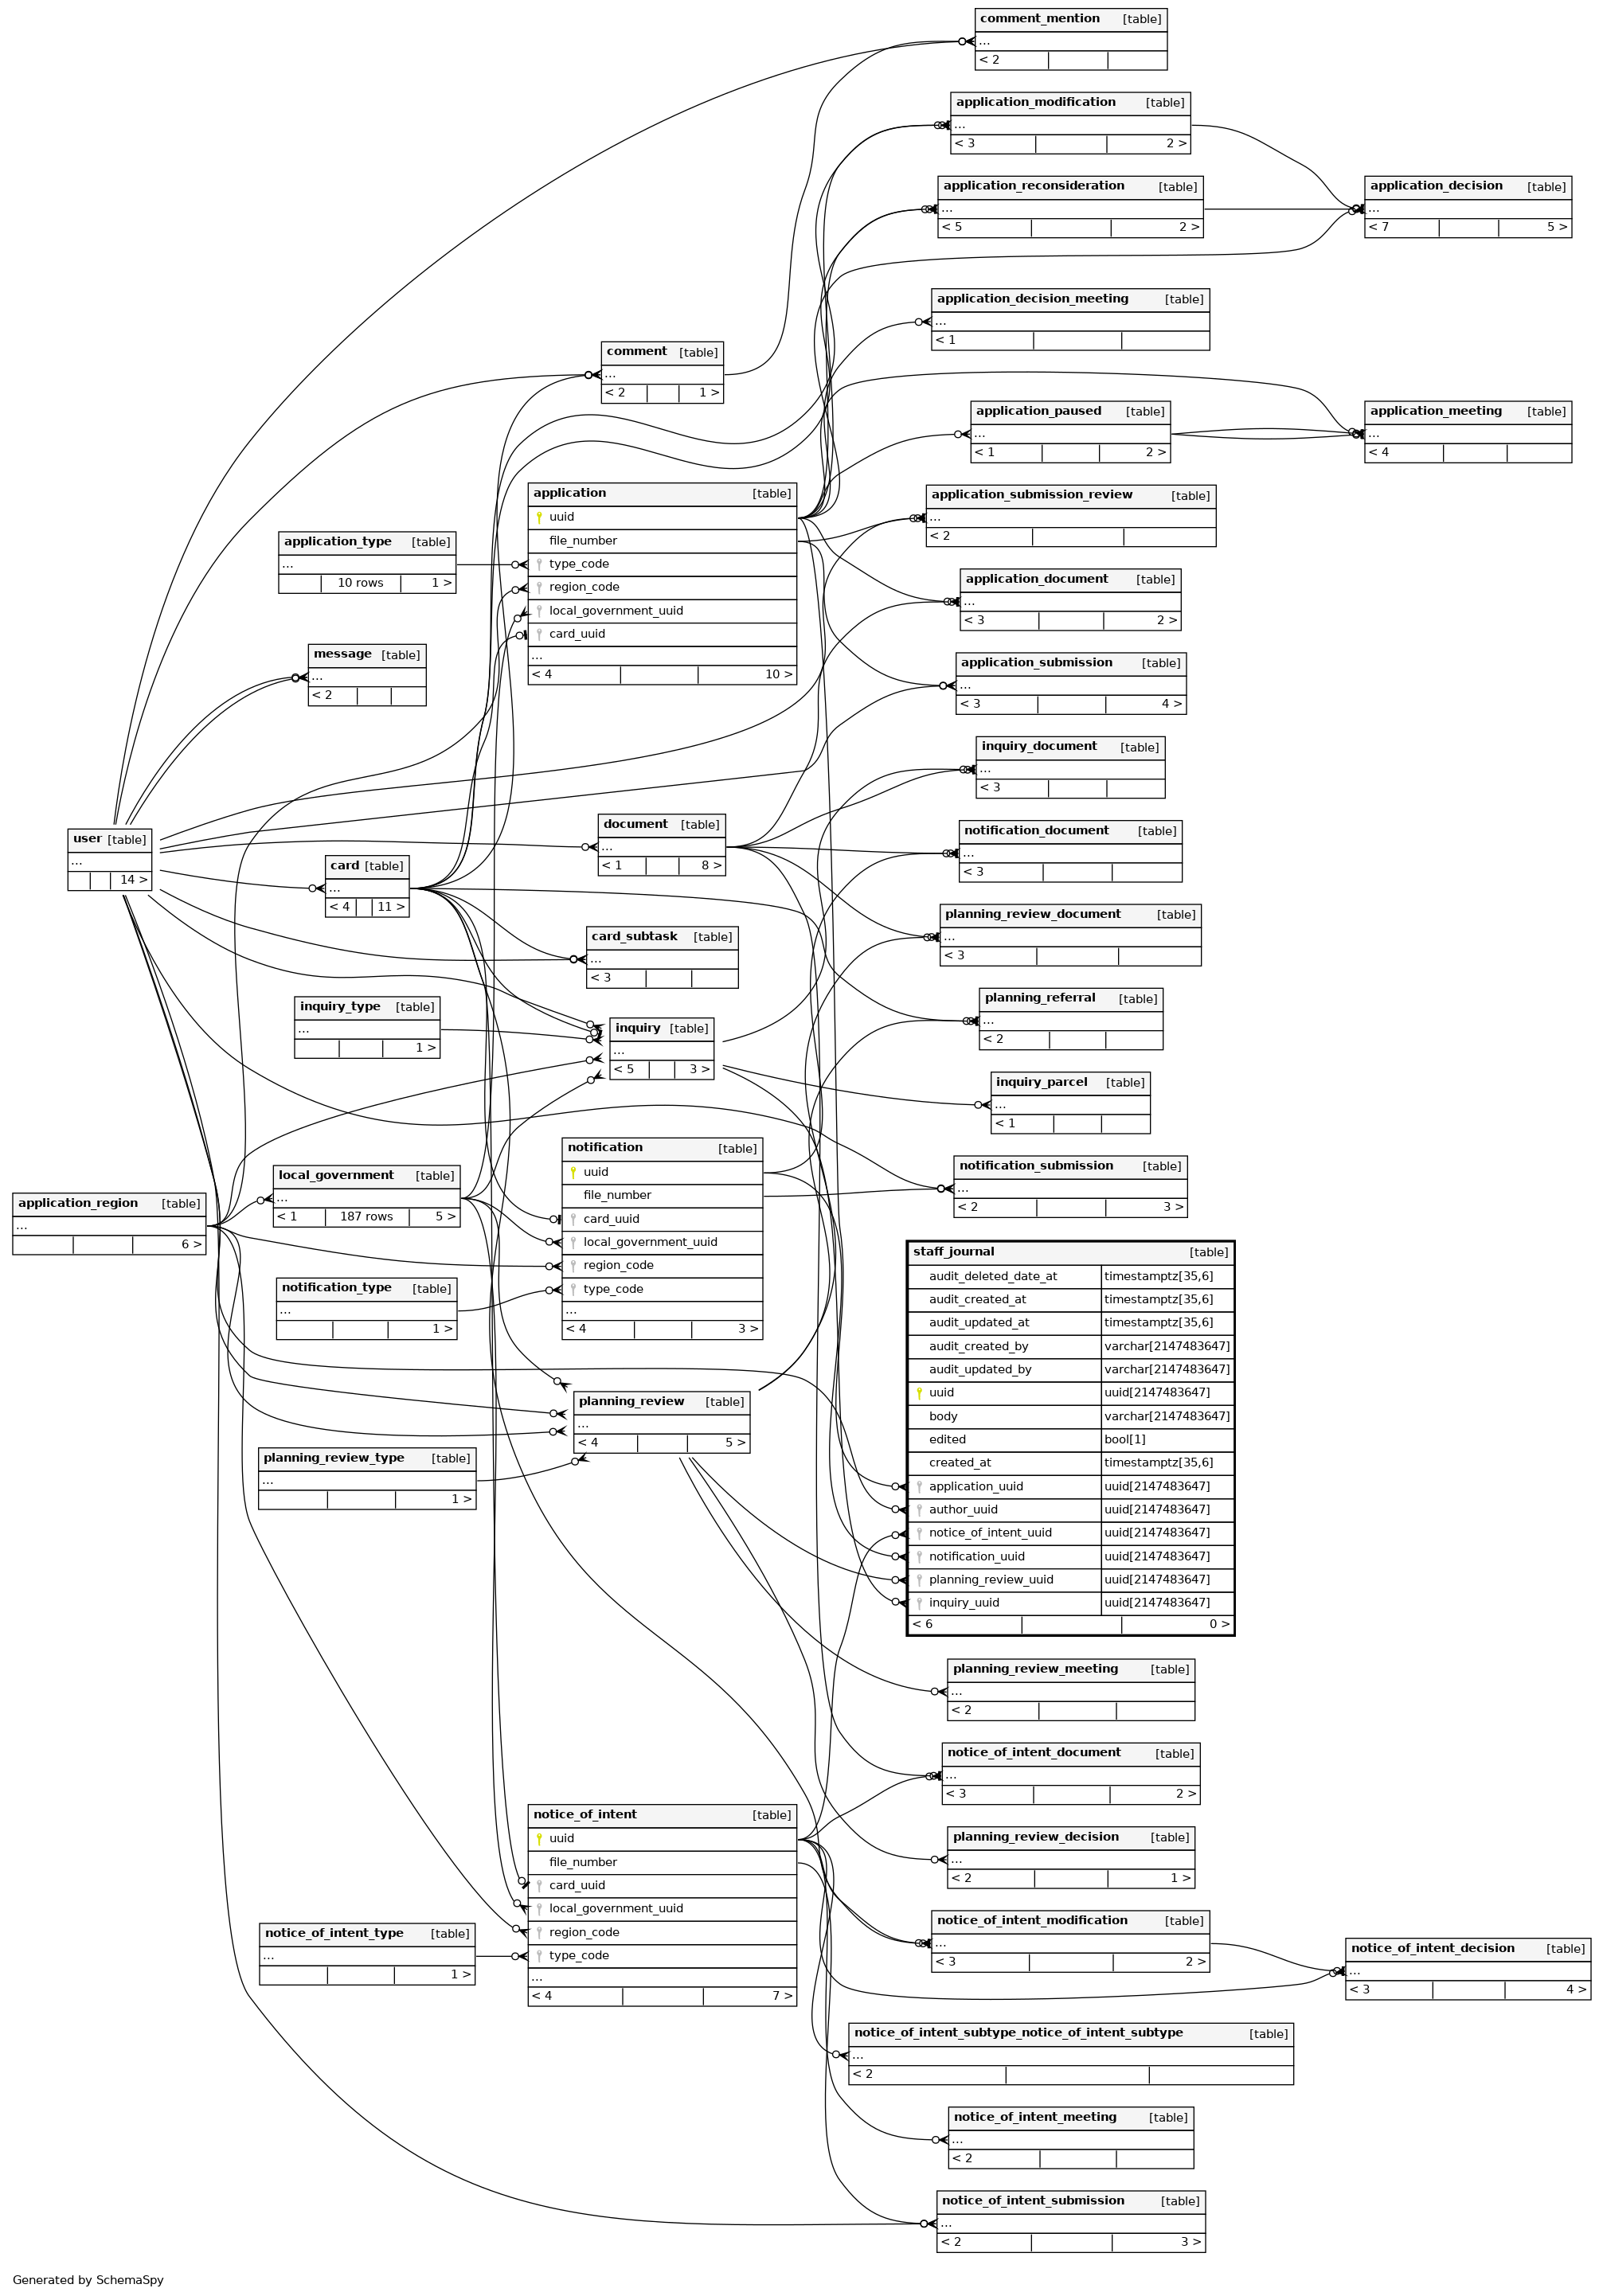 comment_mention [table]
...
< 2
application_modification [table]
...
< 3 2 >
application_reconsideration [table]
...
< 5 2 >
application_decision [table]
...
< 7 5 >
application_decision_meeting [table]
...
< 1
comment [table]
...
< 2 1 >
application_paused [table]
...
< 1 2 >
application_meeting [table]
...
< 4
application [table]
uuid
file_number
type_code
region_code
local_government_uuid
card_uuid
...
< 4 10 >
application_submission_review [table]
...
< 2
application_type [table]
...
10 rows 1 >
application_document [table]
...
< 3 2 >
message [table]
...
< 2
application_submission [table]
...
< 3 4 >
inquiry_document [table]
...
< 3
user [table]
...
14 >
document [table]
...
< 1 8 >
notification_document [table]
...
< 3
card [table]
...
< 4 11 >
planning_review_document [table]
...
< 3
card_subtask [table]
...
< 3
inquiry_type [table]
...
1 >
inquiry [table]
...
< 5 3 >
planning_referral [table]
...
< 2
inquiry_parcel [table]
...
< 1
notification [table]
uuid
file_number
card_uuid
local_government_uuid
region_code
type_code
...
< 4 3 >
notification_submission [table]
...
< 2 3 >
application_region [table]
...
6 >
local_government [table]
...
< 1 187 rows 5 >
notification_type [table]
...
1 >
staff_journal [table]
audit_deleted_date_at timestamptz[35,6]
audit_created_at timestamptz[35,6]
audit_updated_at timestamptz[35,6]
audit_created_by varchar[2147483647]
audit_updated_by varchar[2147483647]
uuid uuid[2147483647]
body varchar[2147483647]
edited bool[1]
created_at timestamptz[35,6]
application_uuid uuid[2147483647]
author_uuid uuid[2147483647]
notice_of_intent_uuid uuid[2147483647]
notification_uuid uuid[2147483647]
planning_review_uuid uuid[2147483647]
inquiry_uuid uuid[2147483647]
< 6 0 >
planning_review [table]
...
< 4 5 >
planning_review_type [table]
...
1 >
planning_review_meeting [table]
...
< 2
notice_of_intent_document [table]
...
< 3 2 >
notice_of_intent [table]
uuid
file_number
card_uuid
local_government_uuid
region_code
type_code
...
< 4 7 >
planning_review_decision [table]
...
< 2 1 >
notice_of_intent_modification [table]
...
< 3 2 >
notice_of_intent_type [table]
...
1 >
notice_of_intent_decision [table]
...
< 3 4 >
notice_of_intent_subtype_notice_of_intent_subtype [table]
...
< 2
notice_of_intent_meeting [table]
...
< 2
notice_of_intent_submission [table]
...
< 2 3 >
Generated by SchemaSpy